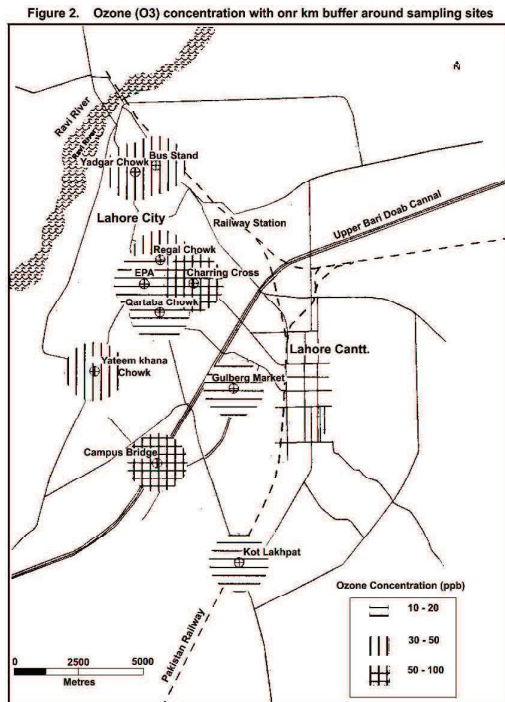 Figure 2. Ozone (O3) concentration with onr km buffer around sampling sites
N
Ravi River
Ravi River
Bus Stand
Yadgar Chowk
Lahore City
Railway Station
Upper Bari Doab Cannal
Regal Chowk
EPA
Charring Cross
Qartaba Chowk
Lahore Cantt.
Yateem khana
Chowk
Gulberg Market
Campus Bridge
Kot Lakhpat
Pakistan Railway
Ozone Concentration (ppb)
10 - 20
30 - 50
50 - 100
0 2500 5000
Metres